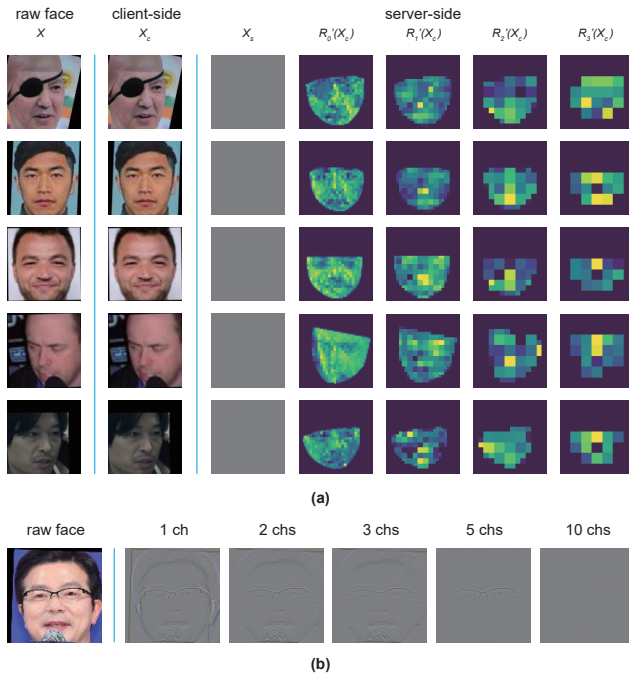 raw face client-side server-side
X X_c X_s R_0'(X_c) R_1'(X_c) R_2'(X_c) R_3'(X_c)
(a)
raw face 1 ch 2 chs 3 chs 5 chs 10 chs
(b)